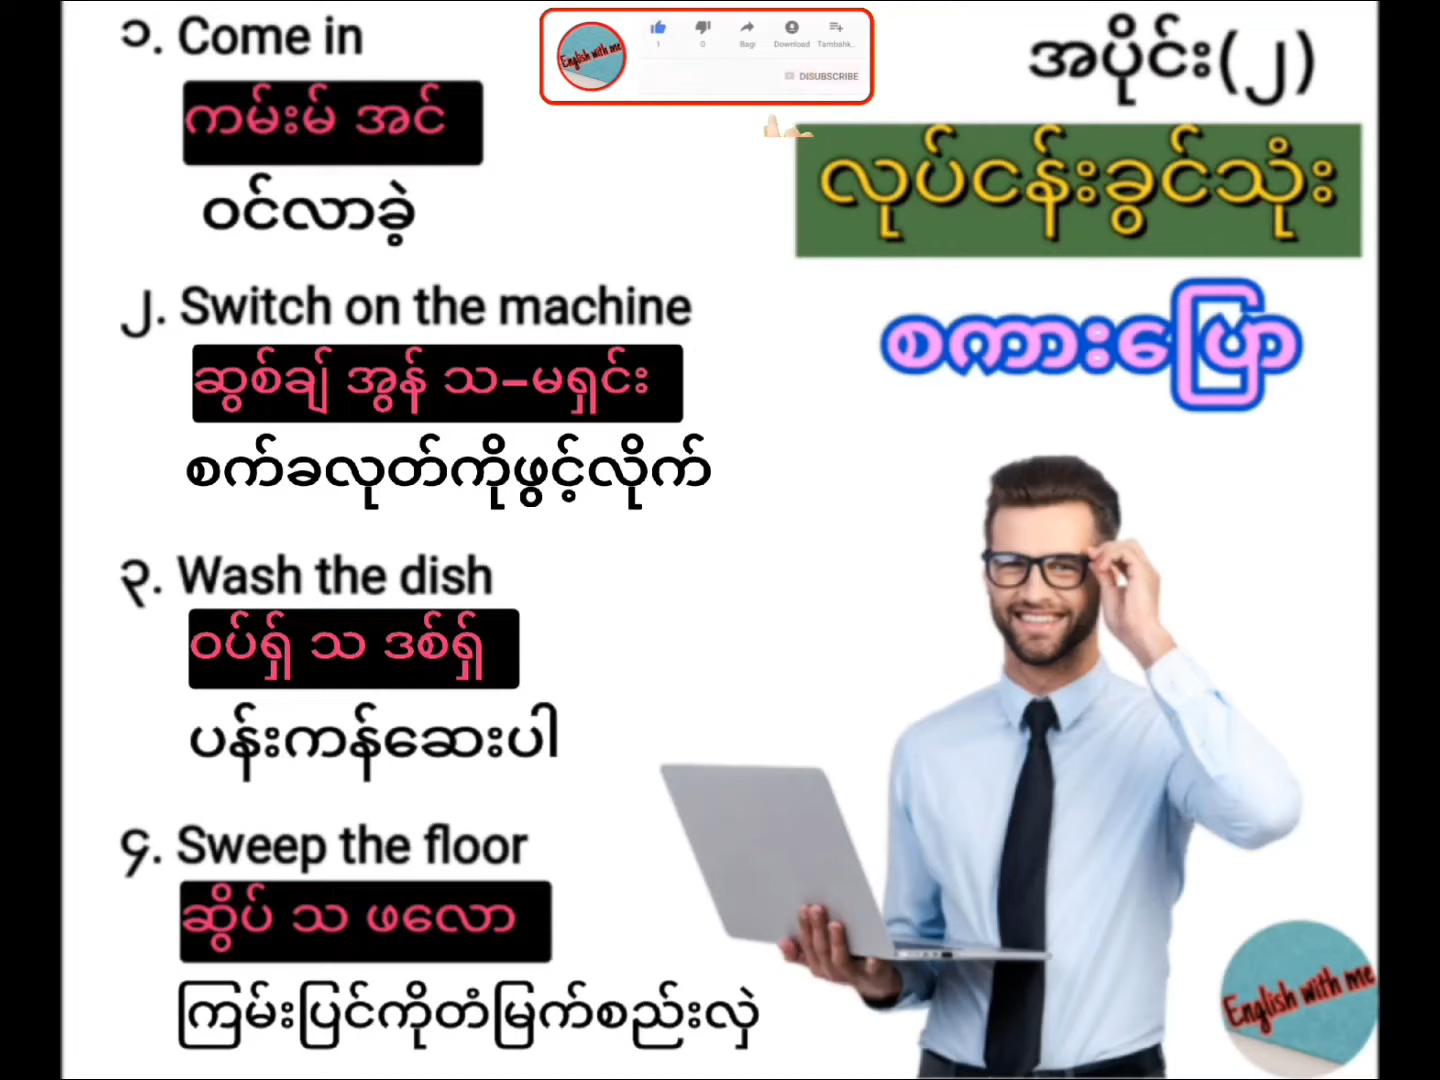 ၁. Come in
ကမ်းမ် အင်
ဝင်လာခဲ့
၂. Switch on the machine
ဆွစ်ချ် အွန် သ-မရှင်း
စက်ခလုတ်ကိုဖွင့်လိုက်
၃. Wash the dish
ဝပ်ရှ် သ ဒစ်ရှ်
ပန်းကန်ဆေးပါ
၄. Sweep the floor
ဆွိပ် သ ဖလော
ကြမ်းပြင်ကိုတံမြက်စည်းလှဲ
English with me
1 0 Bagi Download Tambahk...
DISUBSCRIBE
အပိုင်း(၂)
လုပ်ငန်းခွင်သုံး
စကားပြော
English with me